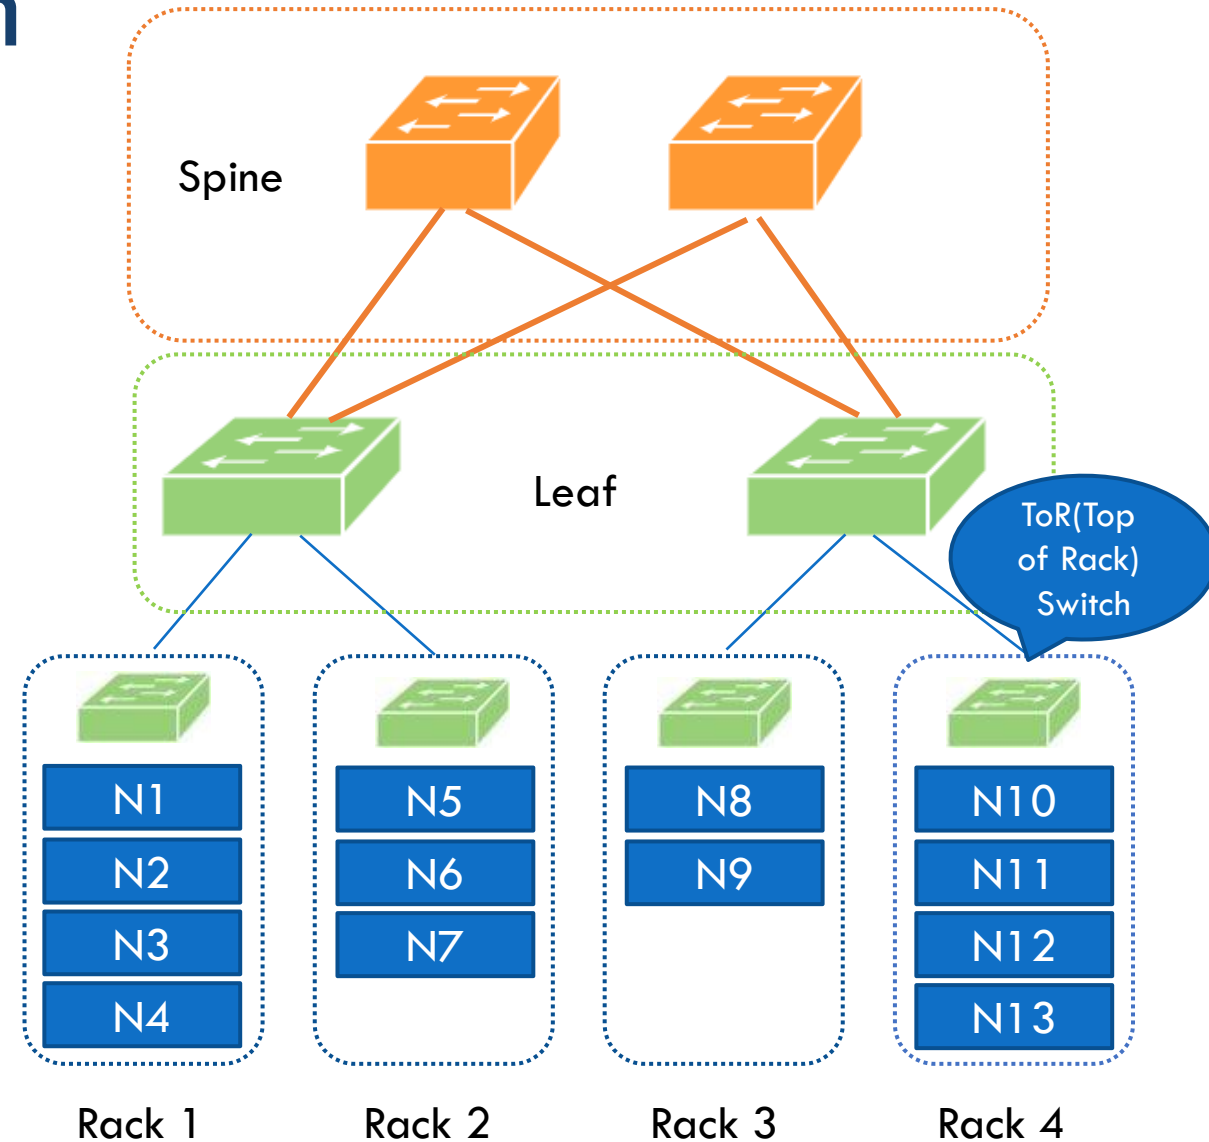 n
Spine
Leaf
ToR(Top
of Rack)
Switch
N1
N2
N3
N4
N5
N6
N7
N8
N9
N10
N11
N12
N13
Rack 1
Rack 2
Rack 3
Rack 4